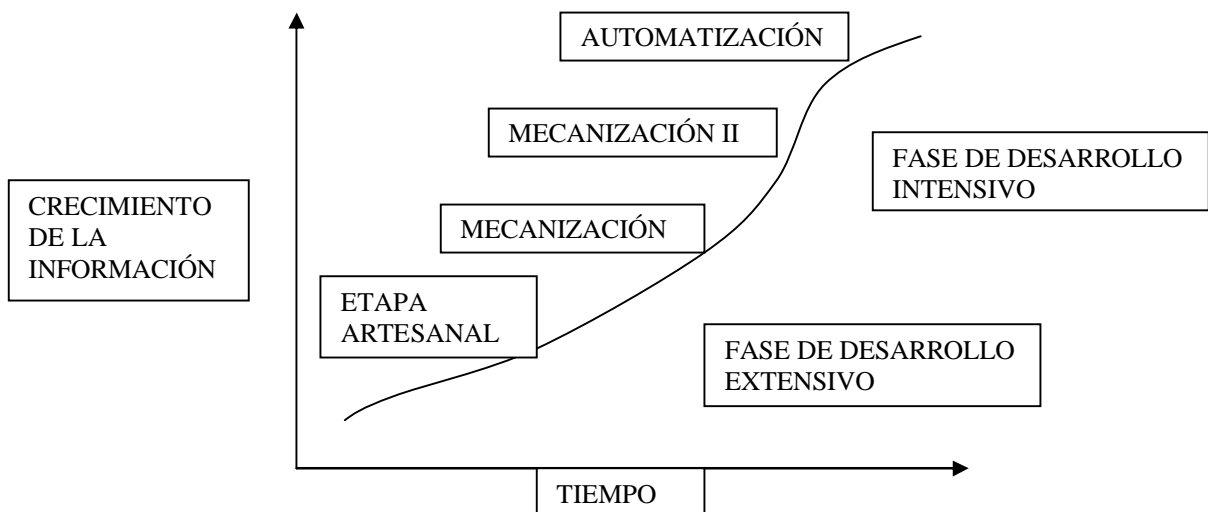 AUTOMATIZACIÓN
MECANIZACIÓN II
FASE DE DESARROLLO
INTENSIVO
CRECIMIENTO
DE LA
INFORMACIÓN
MECANIZACIÓN
ETAPA
ARTESANAL
FASE DE DESARROLLO
EXTENSIVO
TIEMPO